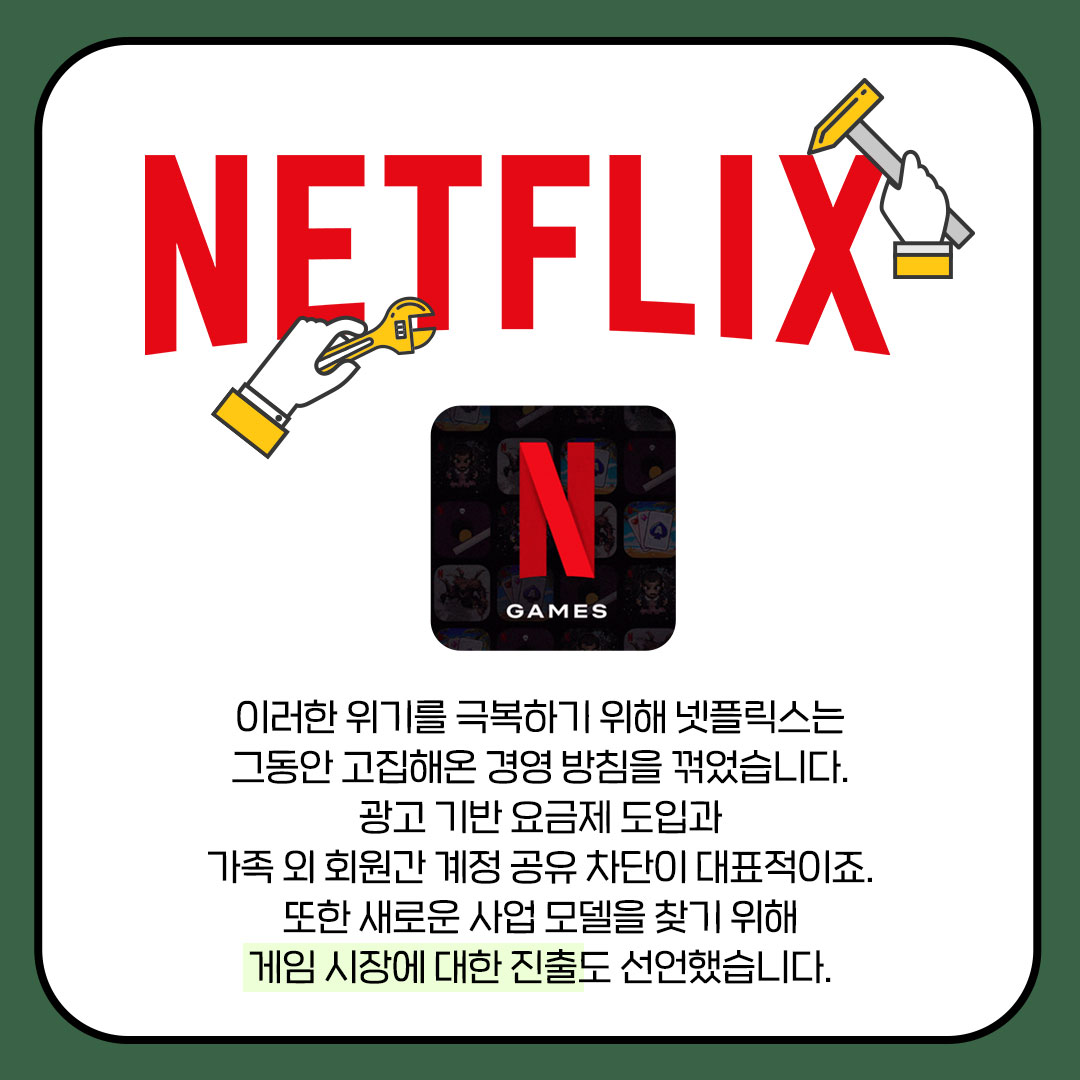 NETFLIX
GAMES
이러한 위기를 극복하기 위해 넷플릭스는
그동안 고집해온 경영 방침을 꺾었습니다.
광고 기반 요금제 도입과
가족 외 회원간 계정 공유 차단이 대표적이죠.
또한 새로운 사업 모델을 찾기 위해
게임 시장에 대한 진출도 선언했습니다.